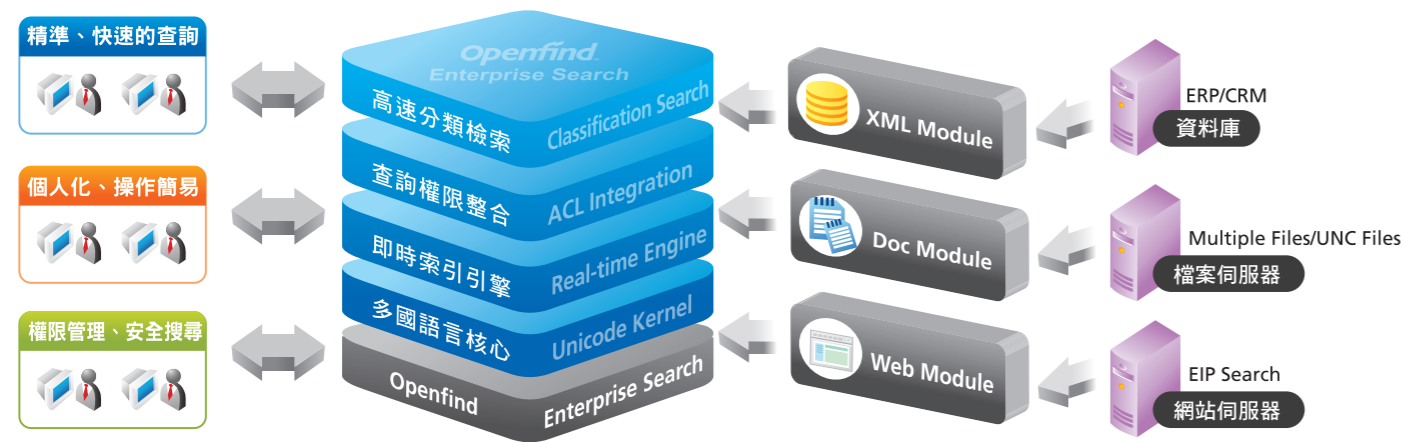 精準、快速的查詢
個人化、操作簡易
權限管理、安全搜尋
Openfind
Enterprise Search
高速分類檢索
Classification Search
查詢權限整合
ACL Integration
即時索引引擎
Real-time Engine
多國語言核心
Unicode Kernel
Openfind
Enterprise Search
XML Module
Doc Module
Web Module
ERP/CRM
資料庫
Multiple Files/UNC Files
檔案伺服器
EIP Search
網站伺服器